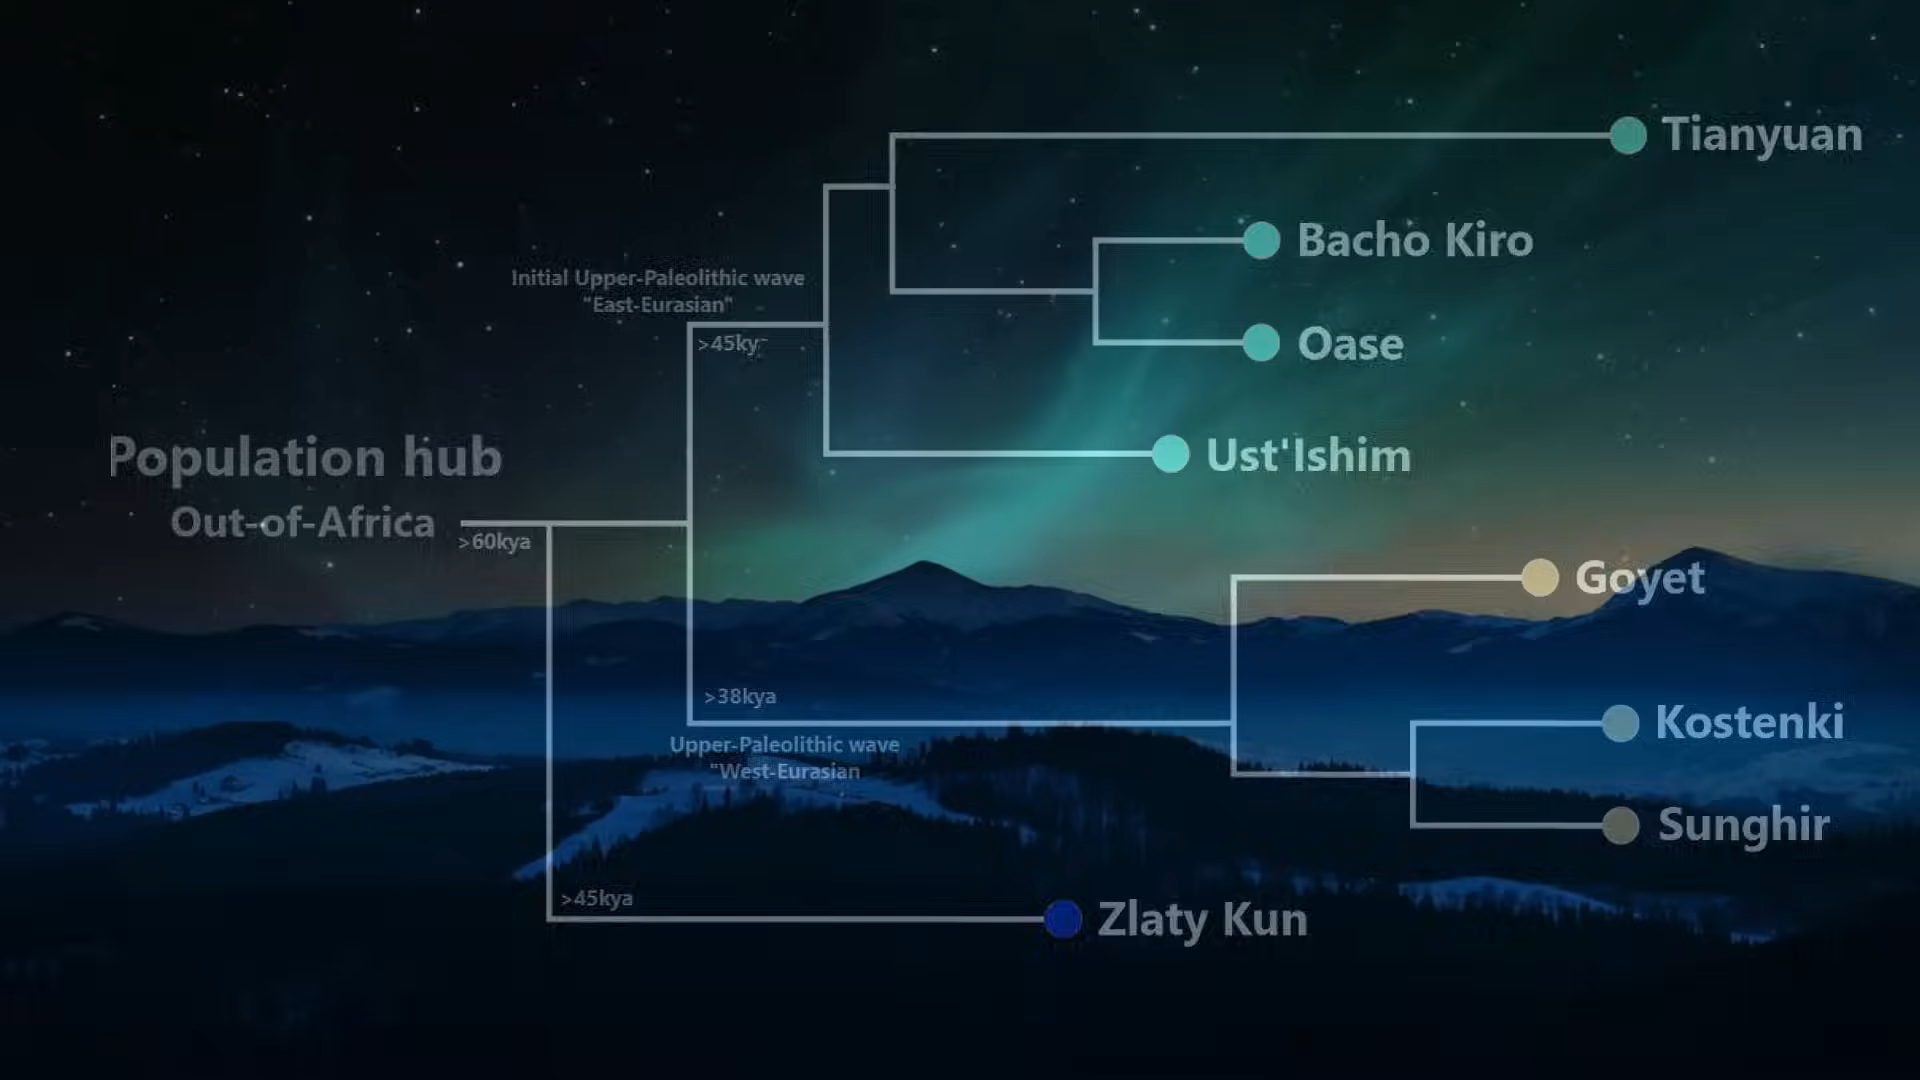 Tianyuan
Bacho Kiro
Initial Upper-Paleolithic wave
"East-Eurasian"
>45ky
Oase
Population hub
Ust'Ishim
Out-of-Africa
>60kya
Goyet
>38kya
Kostenki
Upper-Paleolithic wave
"West-Eurasian
Sunghir
>45kya
Zlaty Kun